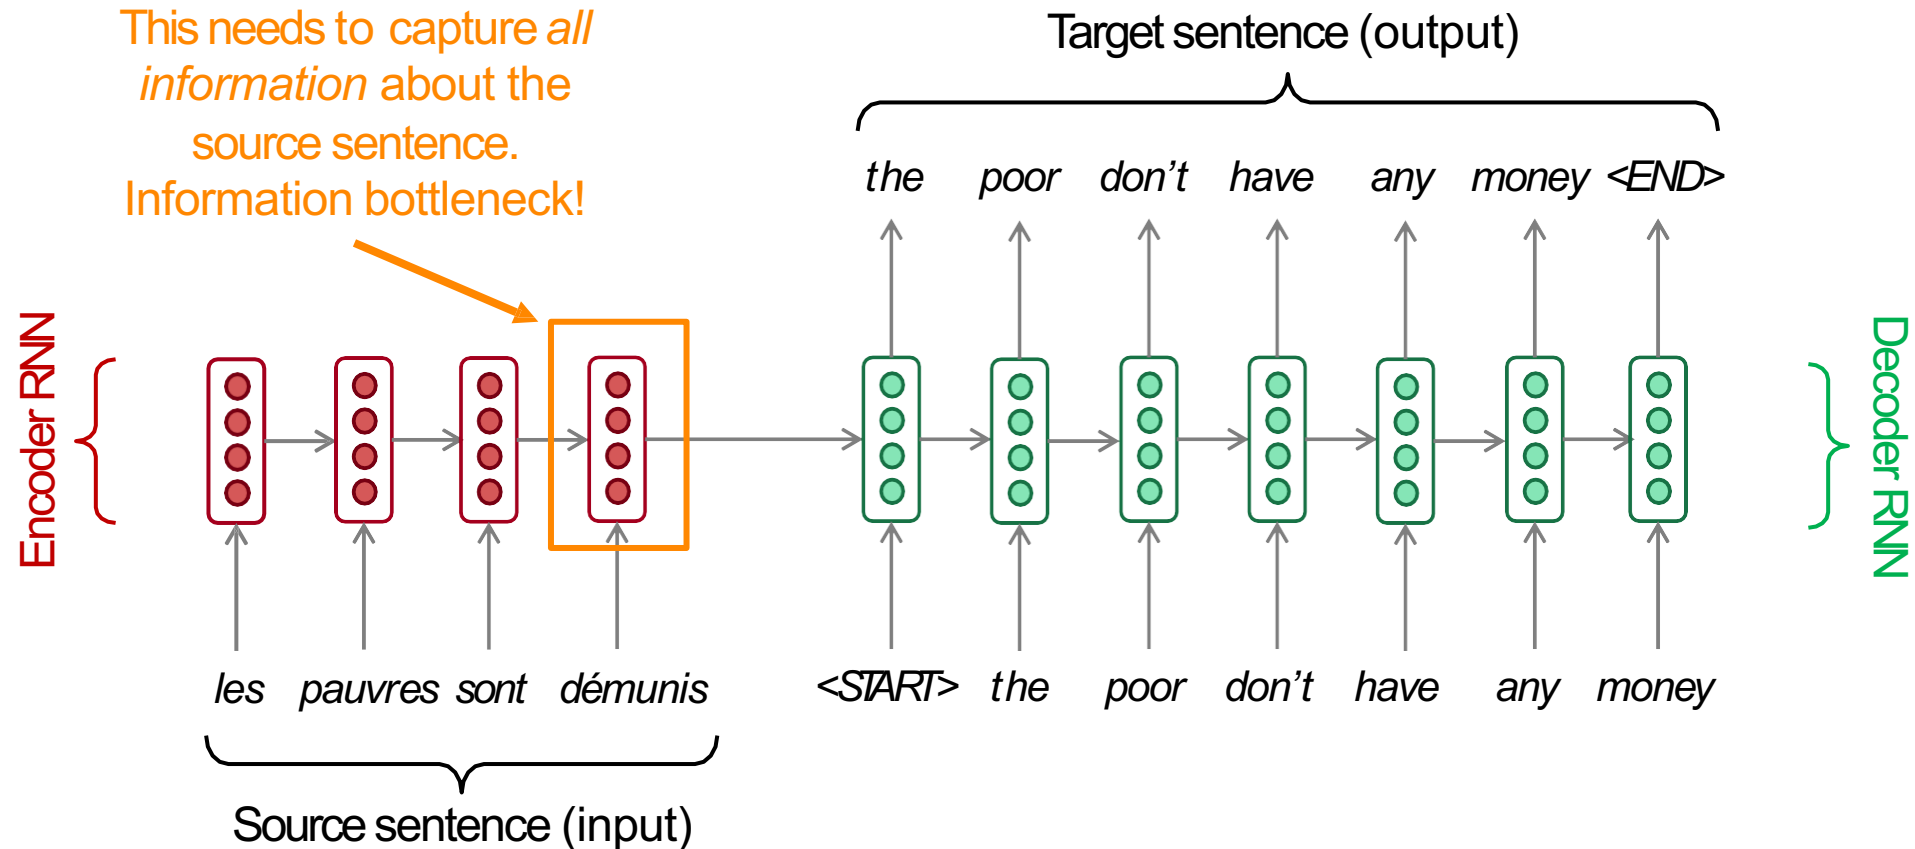 This needs to capture all
information about the
source sentence.
Information bottleneck!
Target sentence (output)
the poor don't have any money <END>
Encoder RNN
Decoder RNN
les pauvres sont démunis
<START> the poor don't have any money
Source sentence (input)